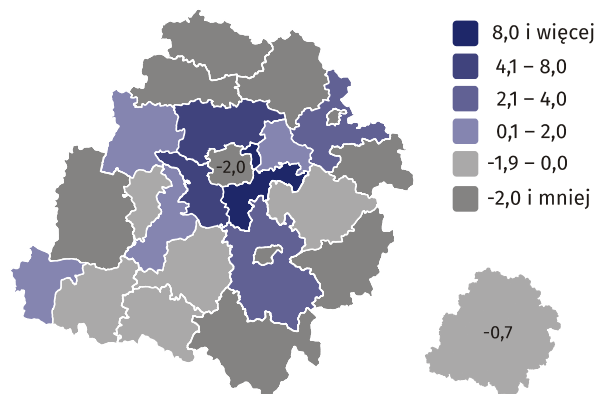 8,0 i więcej
4,1 – 8,0
2,1 – 4,0
0,1 – 2,0
-1,9 – 0,0
-2,0 i mniej
-2,0
-0,7